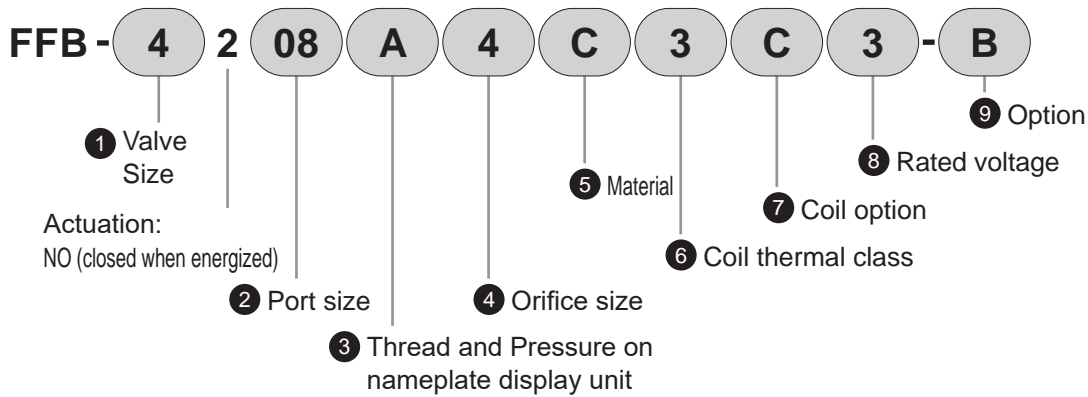 FFB - 4 2 08 A 4 C 3 C 3 - B
9 Option
1 Valve
Size
8 Rated voltage
5 Material
7 Coil option
Actuation:
NO (closed when energized)
6 Coil thermal class
2 Port size
4 Orifice size
3 Thread and Pressure on
nameplate display unit